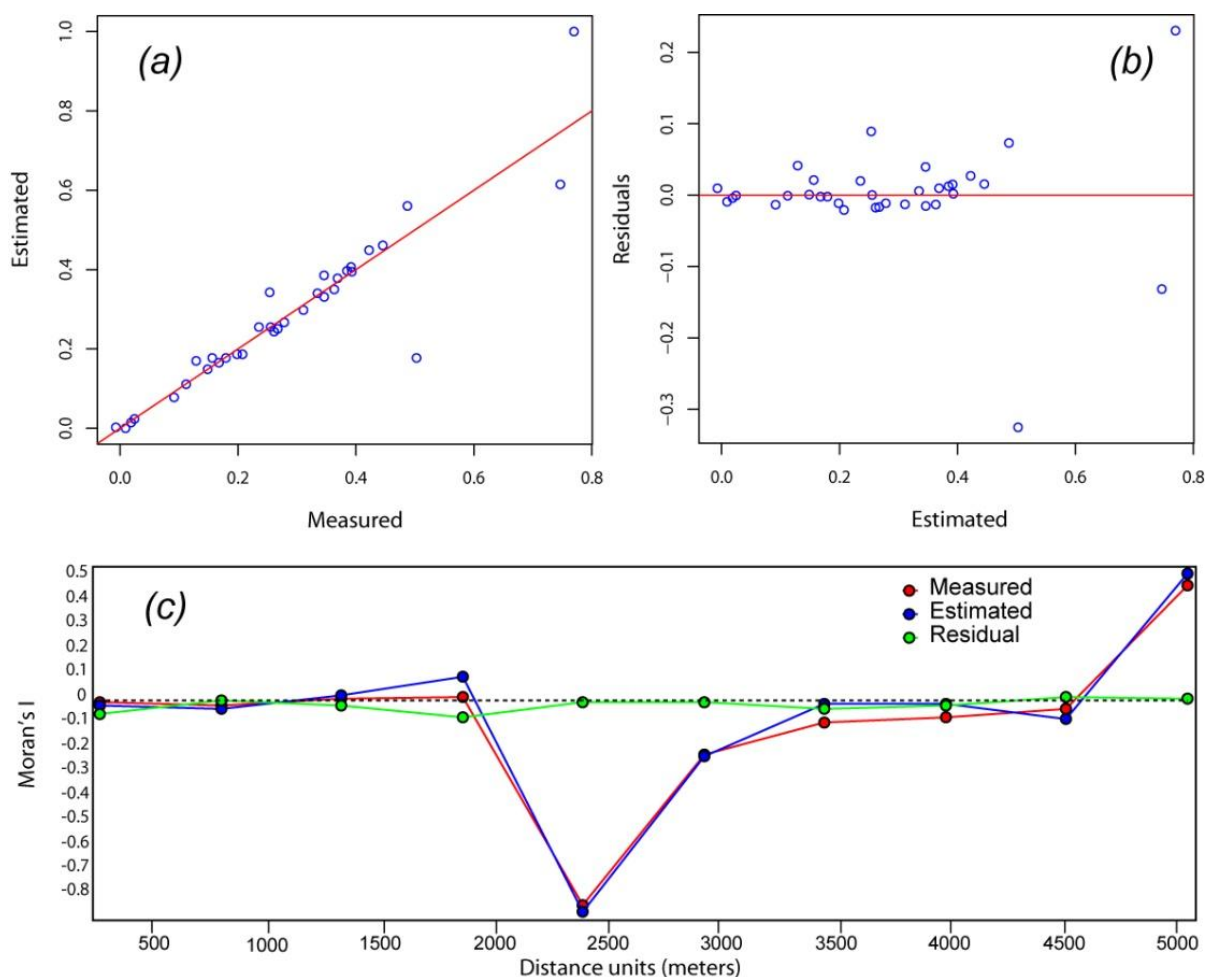 (a)
Estimated
1.0
0.8
0.6
0.4
0.2
0.0
0.0 0.2 0.4 0.6 0.8
Measured
(b)
Residuals
0.2
0.1
0.0
−0.1
−0.2
−0.3
0.0 0.2 0.4 0.6 0.8
Estimated
(c)
Moran's I
0.5
0.4
0.3
0.2
0.1
0
-0.1
-0.2
-0.3
-0.4
-0.5
-0.6
-0.7
-0.8
Measured
Estimated
Residual
500 1000 1500 2000 2500 3000 3500 4000 4500 5000
Distance units (meters)